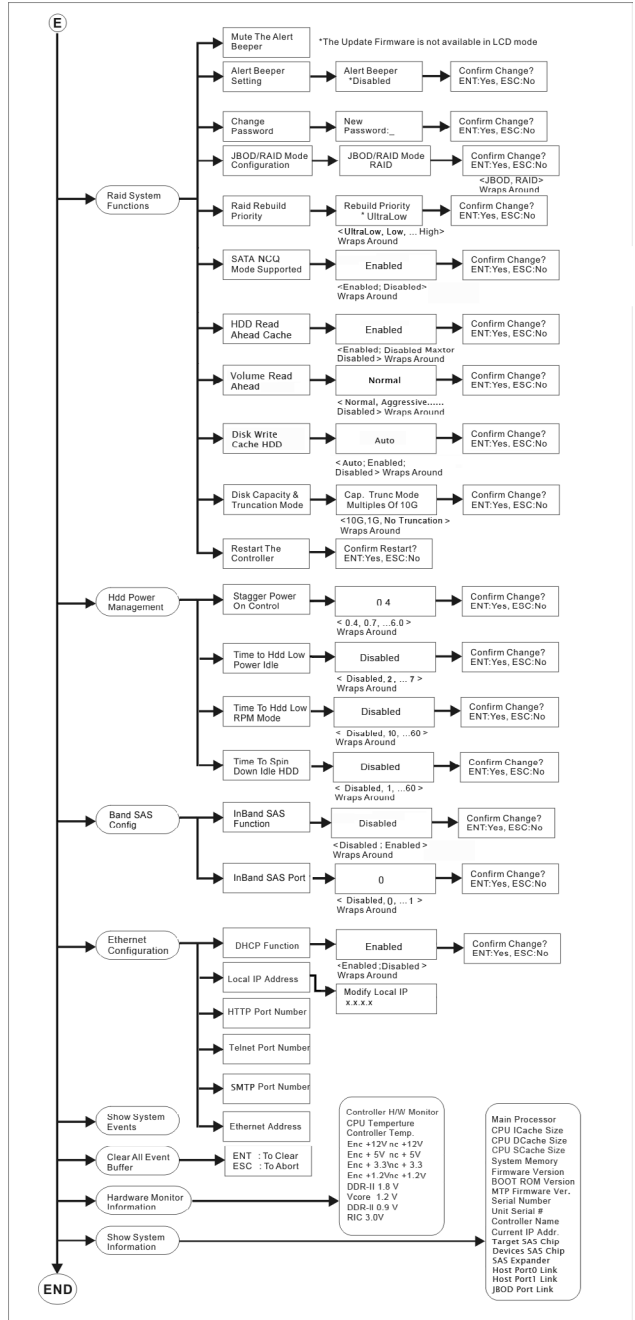 E
Mute The Alert
Beeper
*The Update Firmware is not available in LCD mode
Alert Beeper
Setting
Alert Beeper
*Disabled
Confirm Change?
ENT:Yes, ESC:No
Change
Password
New
Password:_
Confirm Change?
ENT:Yes, ESC:No
JBOD/RAID Mode
Configuration
JBOD/RAID Mode
RAID
Confirm Change?
ENT:Yes, ESC:No
<JBOD, RAID>
Wraps Around
Raid System
Functions
Raid Rebuild
Priority
Rebuild Priority
* UltraLow
Confirm Change?
ENT:Yes, ESC:No
<UltraLow, Low, ... High>
Wraps Around
SATA NCQ
Mode Supported
Enabled
Confirm Change?
ENT:Yes, ESC:No
<Enabled; Disabled>
Wraps Around
HDD Read
Ahead Cache
Enabled
Confirm Change?
ENT:Yes, ESC:No
<Enabled; Disabled Maxtor
Disabled > Wraps Around
Volume Read
Ahead
Normal
Confirm Change?
ENT:Yes, ESC:No
< Normal, Aggressive......
Disabled > Wraps Around
Disk Write
Cache HDD
Auto
Confirm Change?
ENT:Yes, ESC:No
< Auto; Enabled;
Disabled > Wraps Around
Disk Capacity &
Truncation Mode
Cap. Trunc Mode
Multiples Of 10G
Confirm Change?
ENT:Yes, ESC:No
<10G,1G, No Truncation >
Wraps Around
Restart The
Controller
Confirm Restart?
ENT:Yes, ESC:No
Hdd Power
Management
Stagger Power
On Control
0.4
Confirm Change?
ENT:Yes, ESC:No
< 0.4, 0.7, ...6.0 >
Wraps Around
Time to Hdd Low
Power Idle
Disabled
Confirm Change?
ENT:Yes, ESC:No
< Disabled, 2, ... 7 >
Wraps Around
Time To Hdd Low
RPM Mode
Disabled
Confirm Change?
ENT:Yes, ESC:No
< Disabled, 10, ...60 >
Wraps Around
Time To Spin
Down Idle HDD
Disabled
Confirm Change?
ENT:Yes, ESC:No
< Disabled, 1, ...60 >
Wraps Around
Band SAS
Config
InBand SAS
Function
Disabled
Confirm Change?
ENT:Yes, ESC:No
<Disabled ; Enabled >
Wraps Around
InBand SAS Port
0
Confirm Change?
ENT:Yes, ESC:No
< Disabled, 0, ... 1 >
Wraps Around
Ethernet
Configuration
DHCP Function
Enabled
Confirm Change?
ENT:Yes, ESC:No
<Enabled ;Disabled >
Wraps Around
Local IP Address
Modify Local IP
x.x.x.x
HTTP Port Number
Telnet Port Number
SMTP Port Number
Ethernet Address
Show System
Events
Clear All Event
Buffer
ENT : To Clear
ESC : To Abort
Hardware Monitor
Information
Controller H/W Monitor
CPU Temperture
Controller Temp.
Enc +12V nc +12V
Enc + 5V nc + 5V
Enc + 3.3Vnc + 3.3
Enc +1.2Vnc +1.2V
DDR-II 1.8 V
Vcore 1.2 V
DDR-II 0.9 V
RIC 3.0V
Show System
Information
Main Processor
CPU ICache Size
CPU DCache Size
CPU SCache Size
System Memory
Firmware Version
BOOT ROM Version
MTP Firmware Ver.
Serial Number
Unit Serial #
Controller Name
Current IP Addr.
Target SAS Chip
Devices SAS Chip
SAS Expander
Host Port0 Link
Host Port1 Link
JBOD Port Link
END